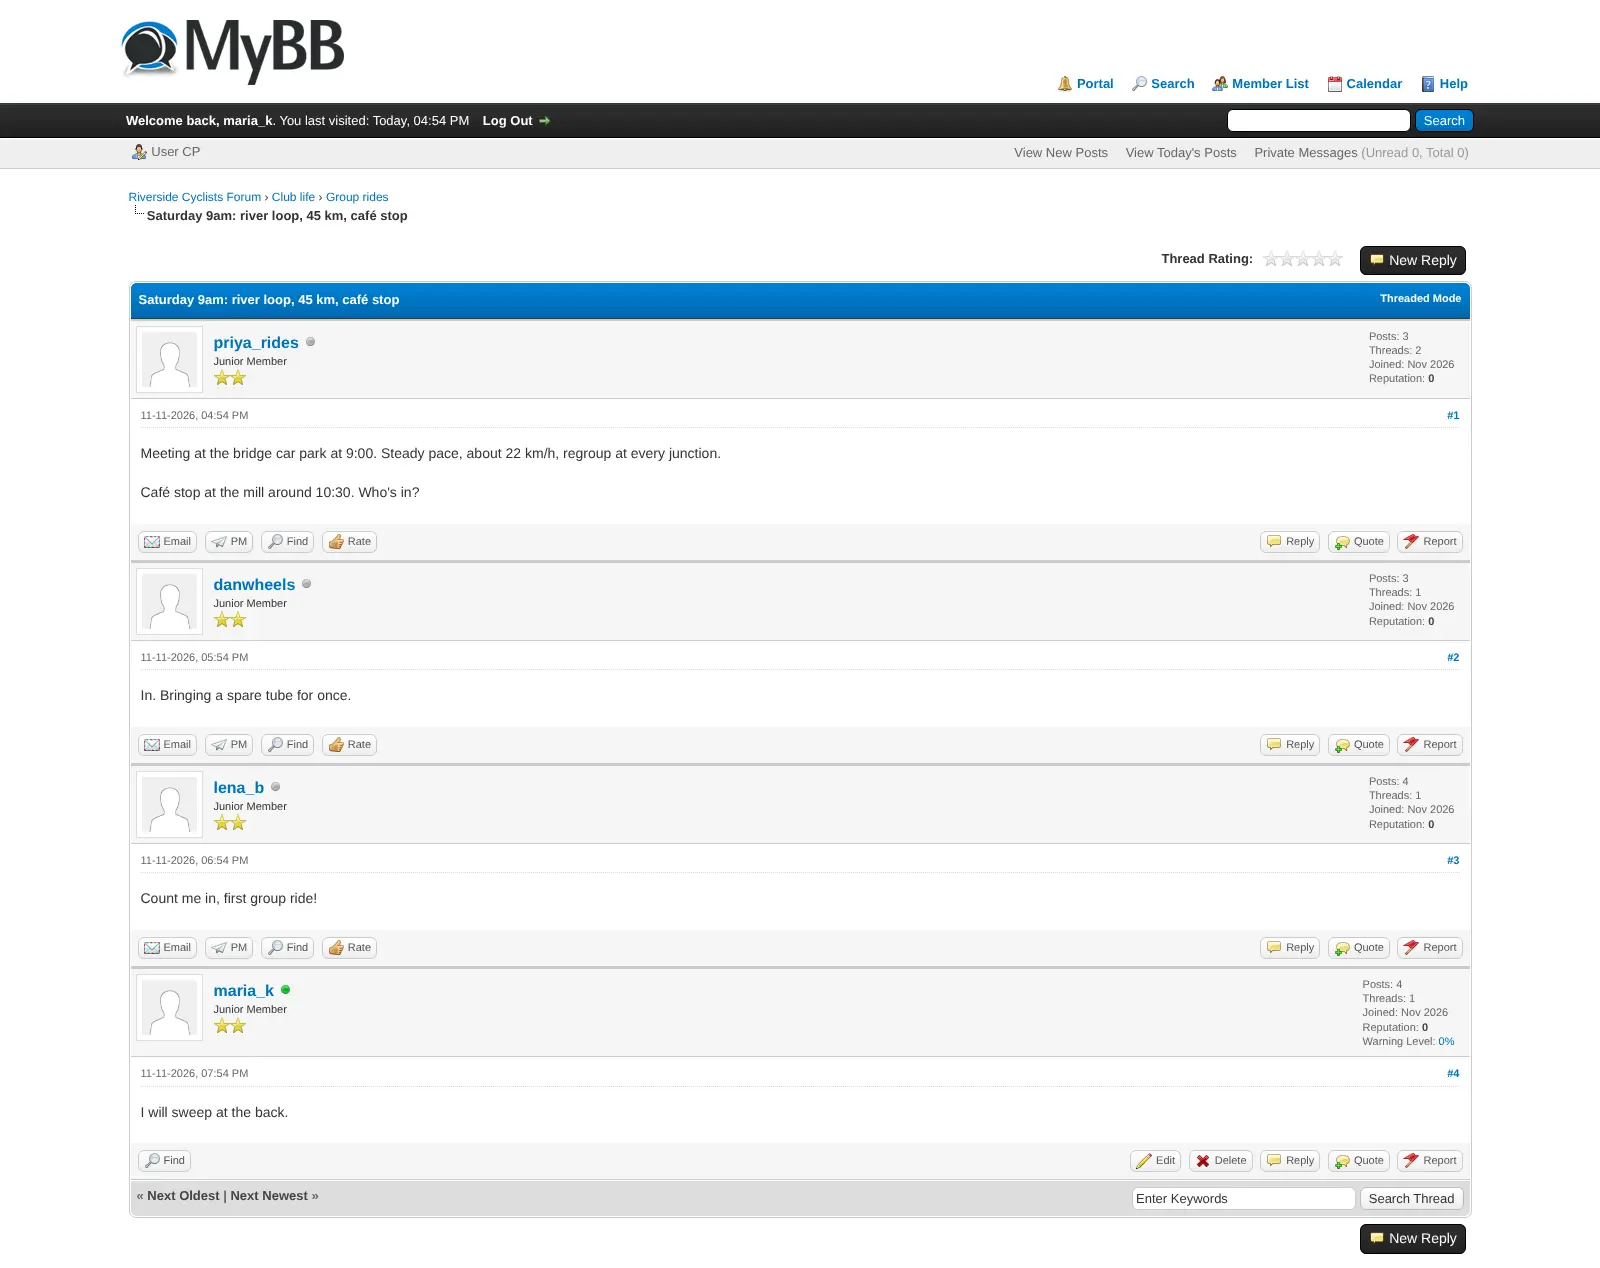 MyBB
Portal Search Member List Calendar Help
Welcome back, maria_k. You last visited: Today, 04:54 PM Log Out
Search
User CP
View New Posts View Today's Posts Private Messages (Unread 0, Total 0)
Riverside Cyclists Forum › Club life › Group rides
Saturday 9am: river loop, 45 km, café stop
Thread Rating:
New Reply
Saturday 9am: river loop, 45 km, café stop
Threaded Mode
priya_rides
Junior Member
Posts: 3
Threads: 2
Joined: Nov 2026
Reputation: 0
11-11-2026, 04:54 PM
#1
Meeting at the bridge car park at 9:00. Steady pace, about 22 km/h, regroup at every junction.
Café stop at the mill around 10:30. Who's in?
Email PM Find Rate
Reply Quote Report
danwheels
Junior Member
Posts: 3
Threads: 1
Joined: Nov 2026
Reputation: 0
11-11-2026, 05:54 PM
#2
In. Bringing a spare tube for once.
Email PM Find Rate
Reply Quote Report
lena_b
Junior Member
Posts: 4
Threads: 1
Joined: Nov 2026
Reputation: 0
11-11-2026, 06:54 PM
#3
Count me in, first group ride!
Email PM Find Rate
Reply Quote Report
maria_k
Junior Member
Posts: 4
Threads: 1
Joined: Nov 2026
Reputation: 0
Warning Level: 0%
11-11-2026, 07:54 PM
#4
I will sweep at the back.
Find
Edit Delete Reply Quote Report
« Next Oldest | Next Newest »
Enter Keywords
Search Thread
New Reply